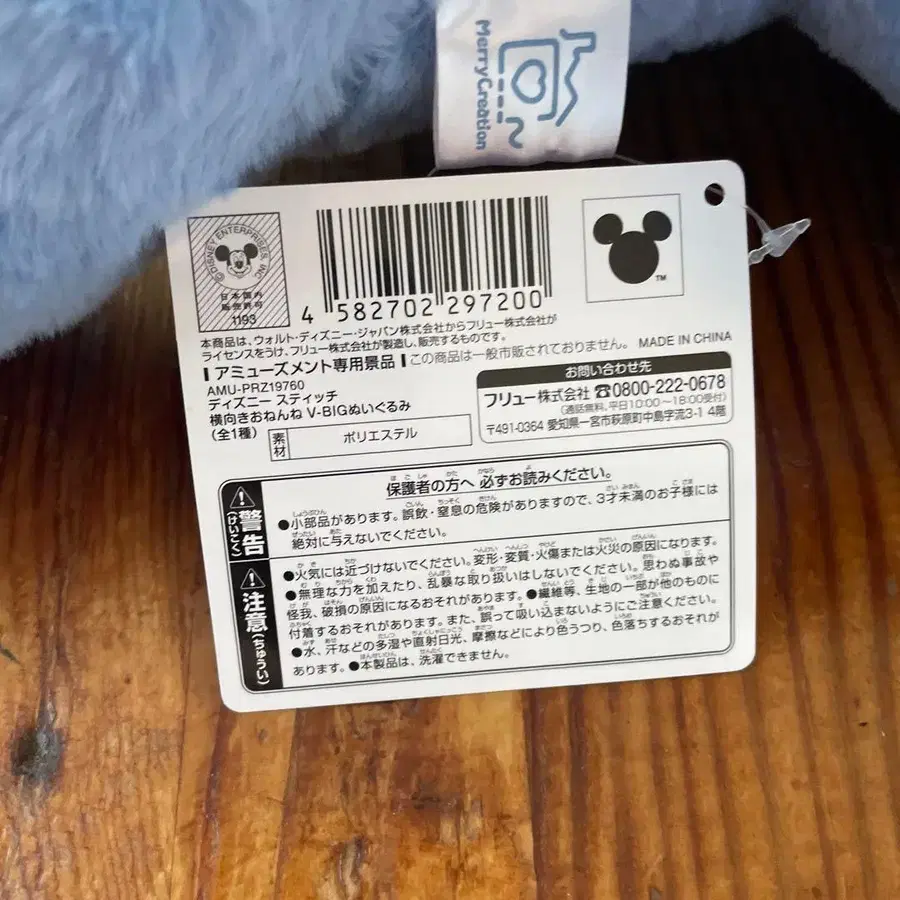 MerryCreation
© DISNEY ENTERPRISES, INC
日本国内
販売許可
1193
4 582702 297200
TM
本商品は、ウォルト・ディズニー・ジャパン株式会社からフリュー株式会社が
ライセンスをうけ、フリュー株式会社が製造し、販売するものです。
アミューズメント専用景品 この商品は一般市販されておりません。 MADE IN CHINA
AMU-PRZ19760
ディズニー スティッチ
横向きおねんね V-BIGぬいぐるみ
(全1種)
素材 ポリエステル
お問い合わせ先
フリュー株式会社 ☎0800-222-0678
(通話無料、平日10:00～18:00受付)
〒491-0364 愛知県一宮市萩原町中島字流3-1 4階
警告(けいこく)
保護者の方へ 必ずお読みください。
●小部品があります。誤飲・窒息の危険がありますので、3才未満のお子様には
絶対に与えないでください。
注意(ちゅうい)
●火気には近づけないでください。変形・変質・火傷または火災の原因になります。
●無理な力を加えたり、乱暴な取り扱いはしないでください。思わぬ事故や
怪我、破損の原因になるおそれがあります。●繊維等、生地の一部が他のものに
付着するおそれがあります。また、誤って吸い込まないようにご注意ください。
●水、汗などの多湿や直射日光、摩擦などにより色うつり、色落ちするおそれが
あります。●本製品は、洗濯できません。